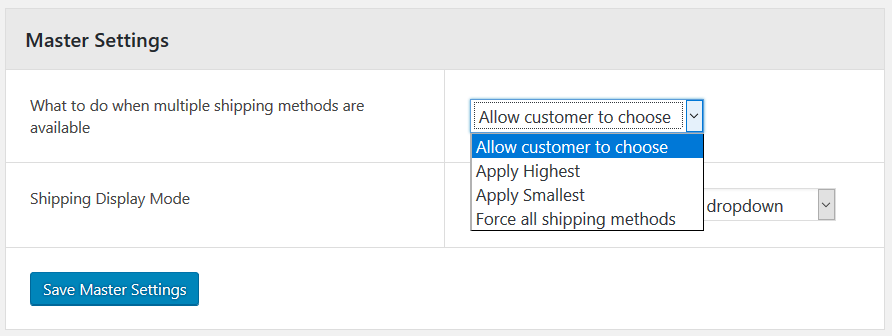 Master Settings
What to do when multiple shipping methods are
available
Allow customer to choose
Allow customer to choose
Apply Highest
Apply Smallest
Force all shipping methods
Shipping Display Mode
dropdown
Save Master Settings